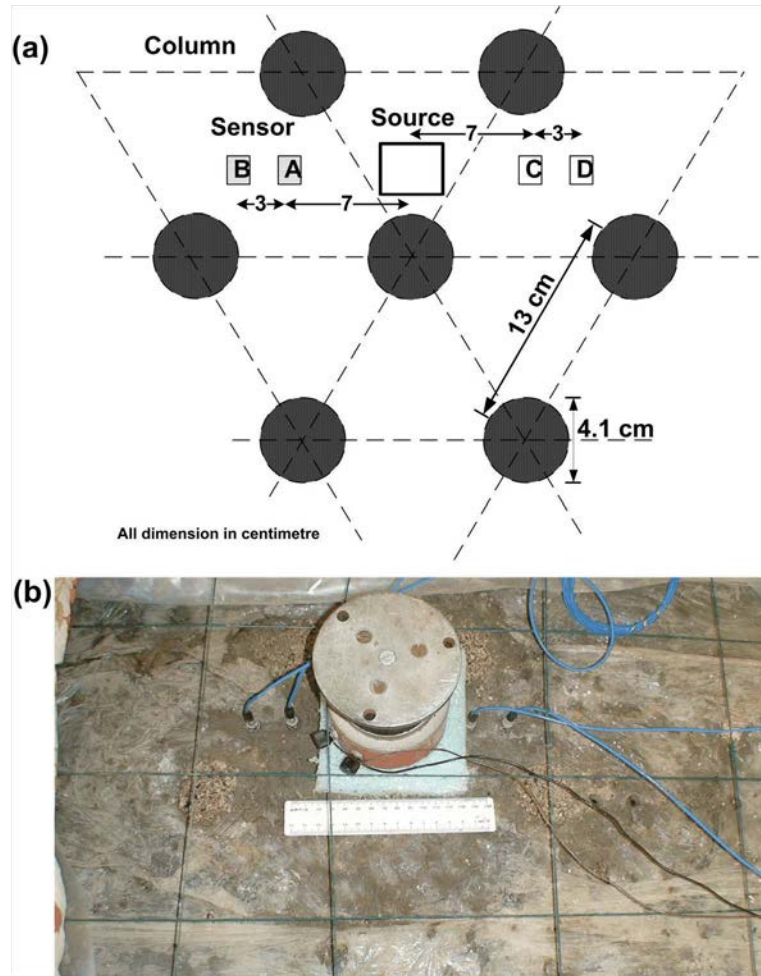 (a)
Column
Sensor
Source
7
3
B
A
C
D
3
7
13 cm
4.1 cm
All dimension in centimetre
(b)